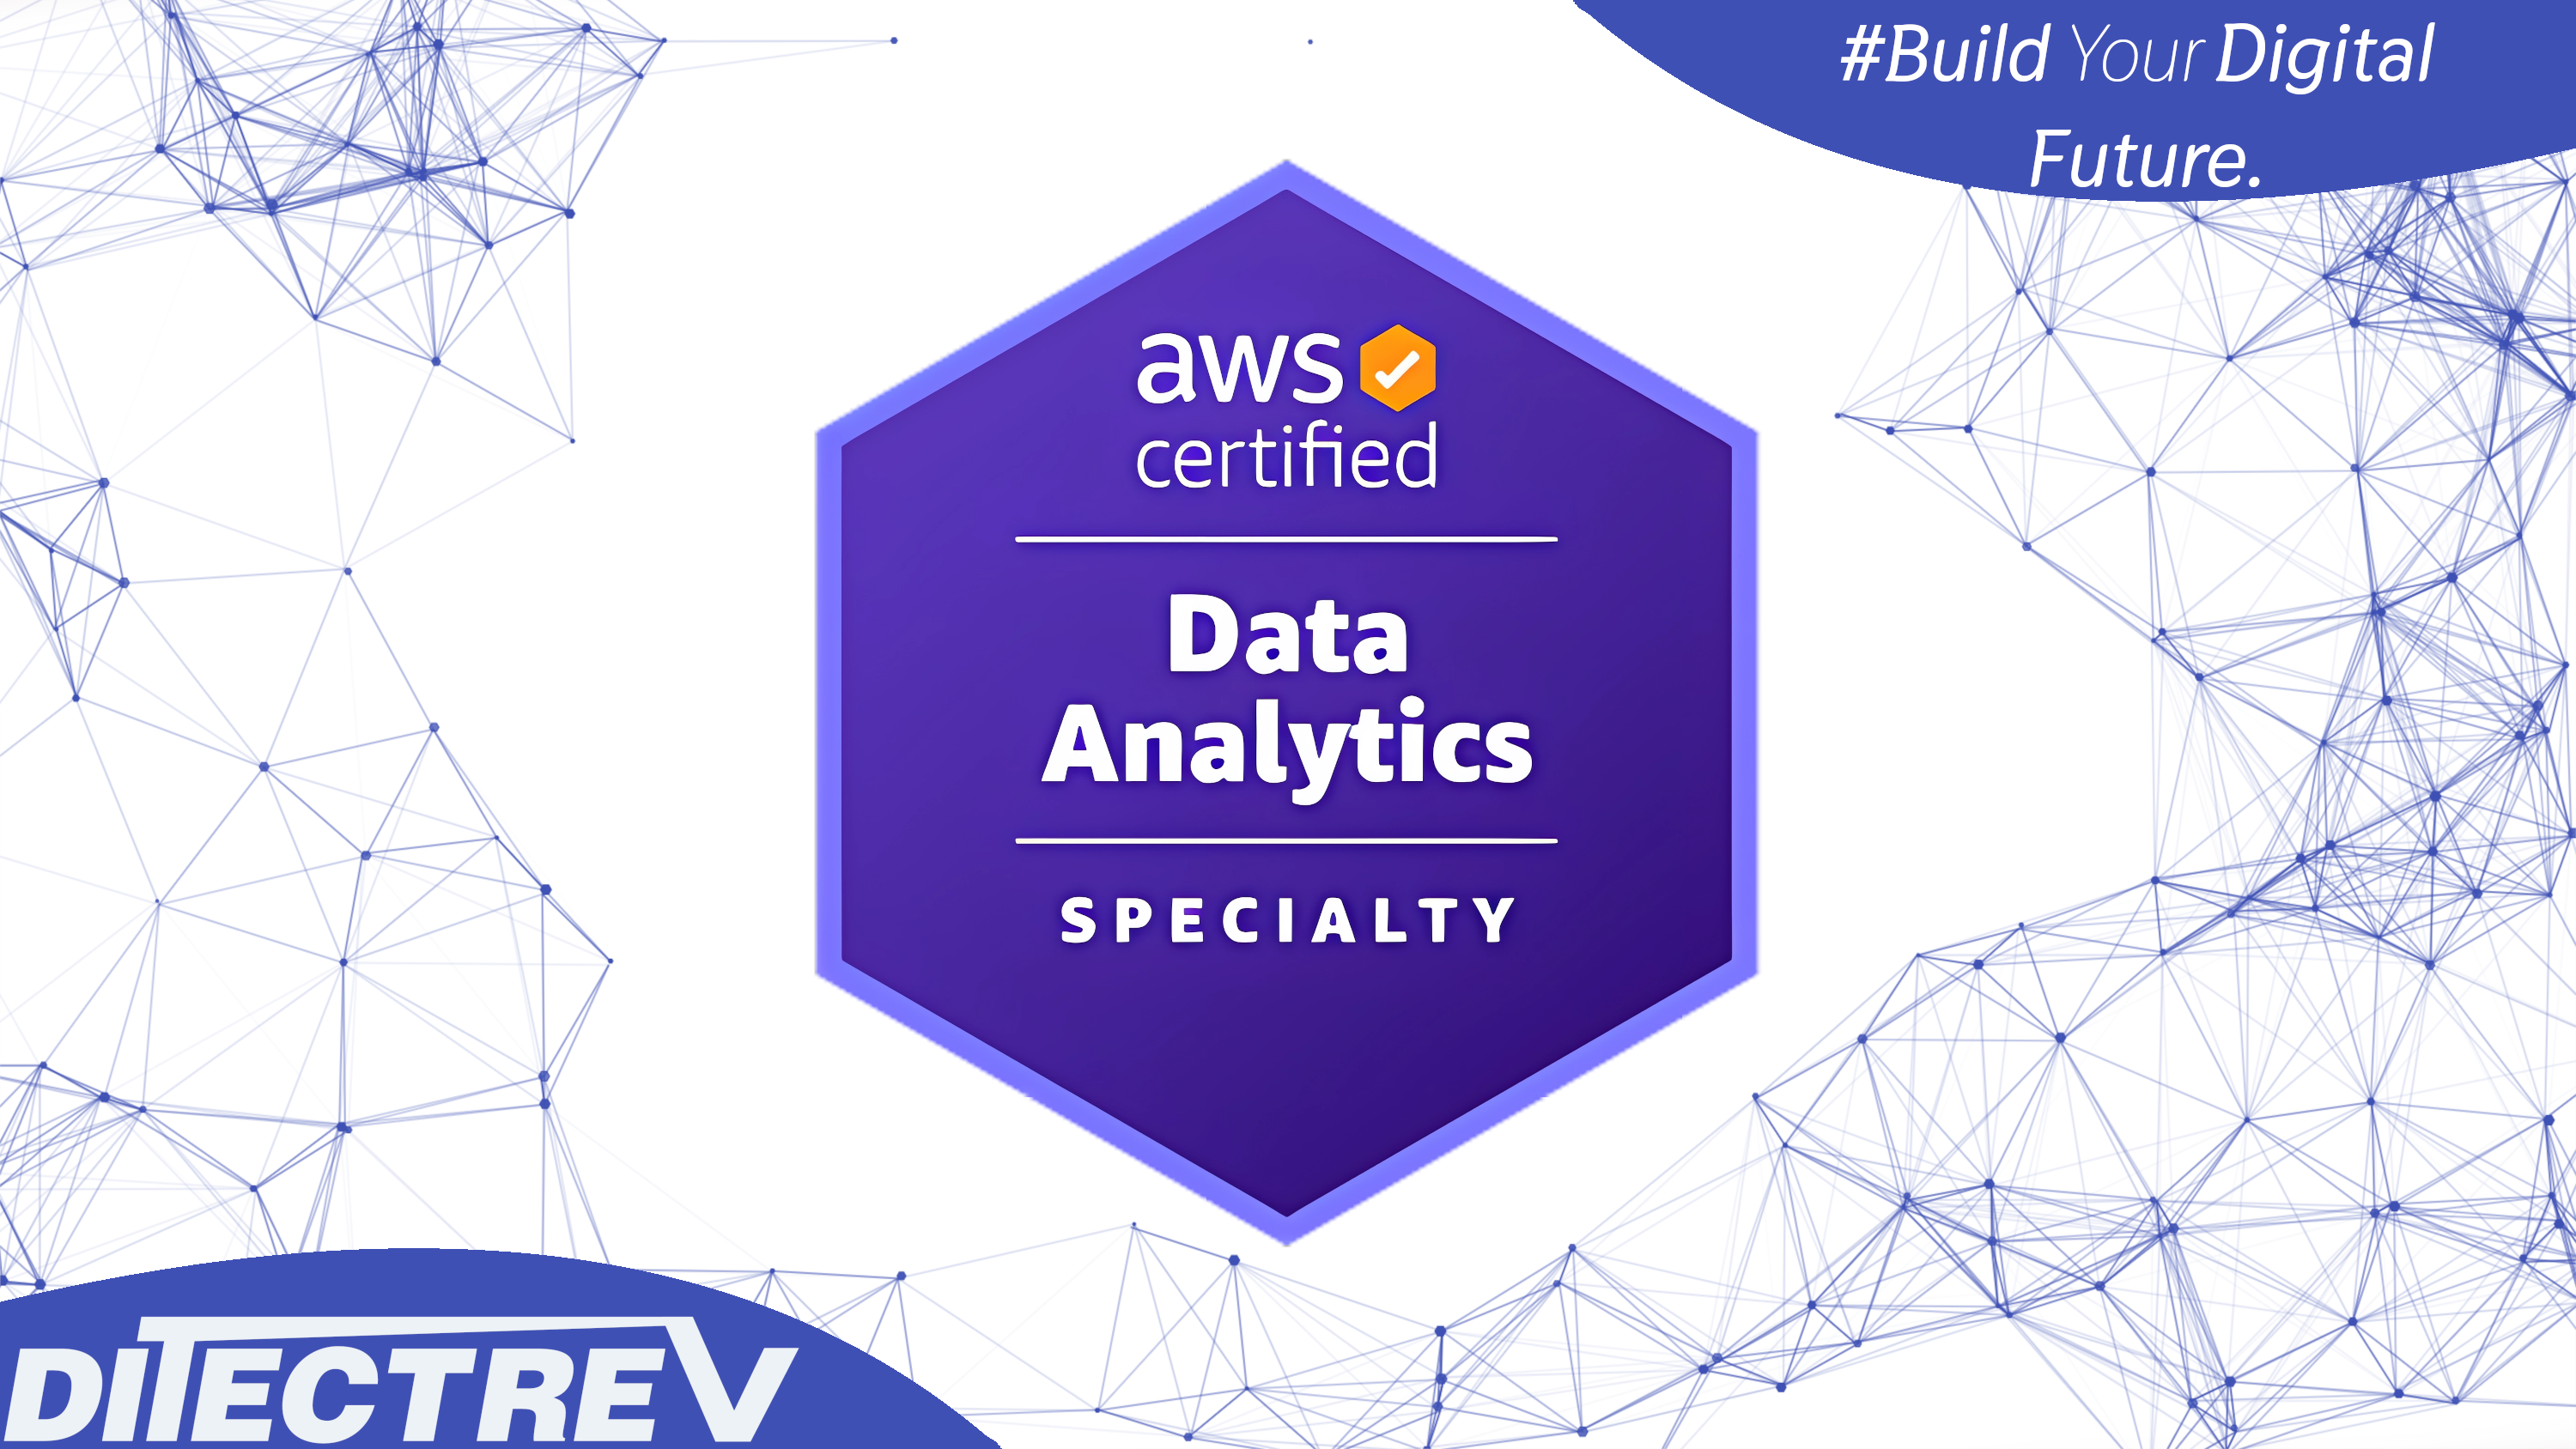 #Build Your Digital
Future.
aws
certified
Data
Analytics
SPECIALTY
DITECTREV